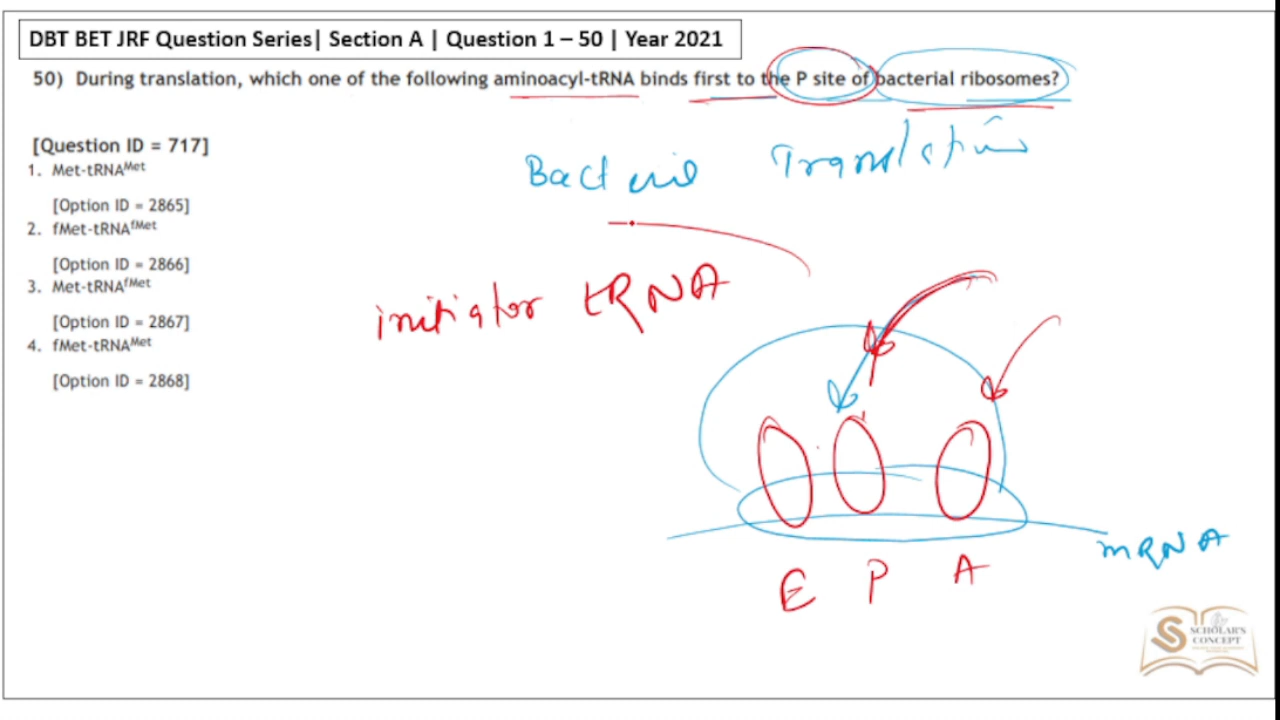 DBT BET JRF Question Series| Section A | Question 1 – 50 | Year 2021
50) During translation, which one of the following aminoacyl-tRNA binds first to the P site of bacterial ribosomes?
[Question ID = 717]
1. Met-tRNAᴹᵉᵗ
[Option ID = 2865]
2. fMet-tRNAᶠᴹᵉᵗ
[Option ID = 2866]
3. Met-tRNAᶠᴹᵉᵗ
[Option ID = 2867]
4. fMet-tRNAᴹᵉᵗ
[Option ID = 2868]
Translation
initiator tRNA
E P A
mRNA
SCHOLAR'S
CONCEPT